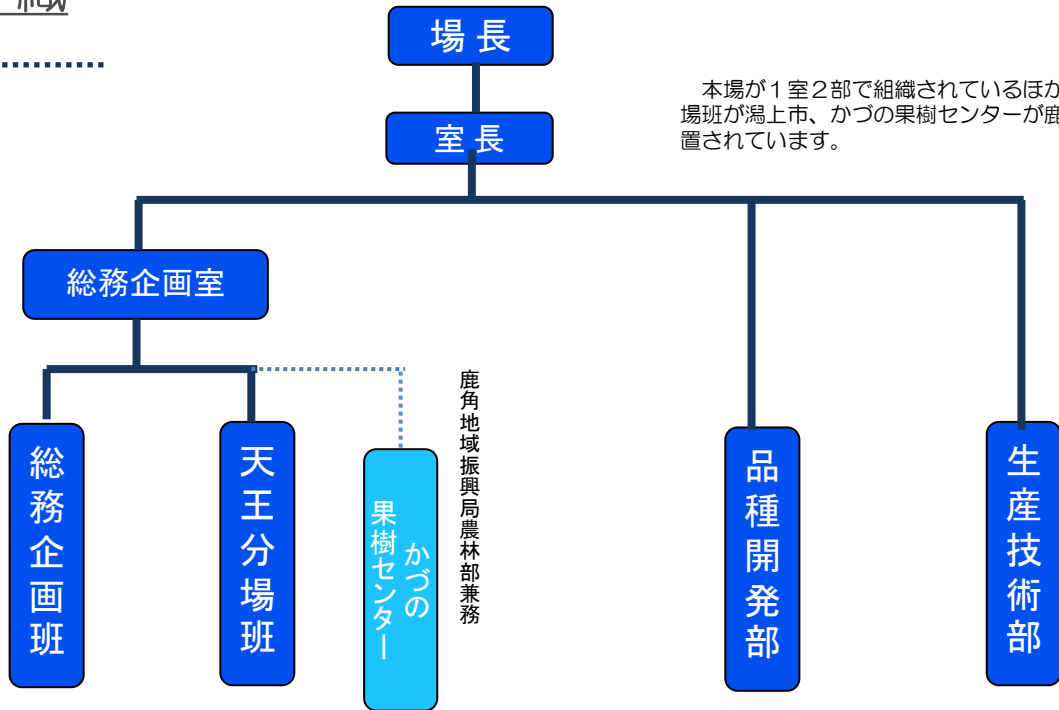 織
場長
本場が１室２部で組織されているほか
場班が潟上市、かづの果樹センターが鹿
置されています。
室長
総務企画室
総務企画班
天王分場班
かづの
果樹センター
鹿角地域振興局農林部兼務
品種開発部
生産技術部